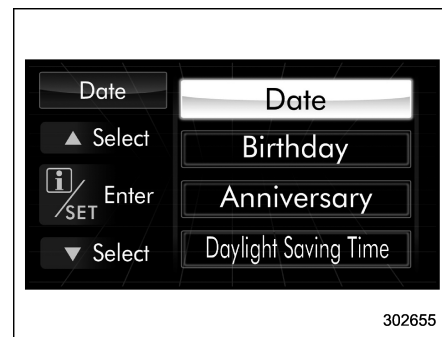 Date
▲ Select
i/SET Enter
▼ Select
Date
Birthday
Anniversary
Daylight Saving Time
302655